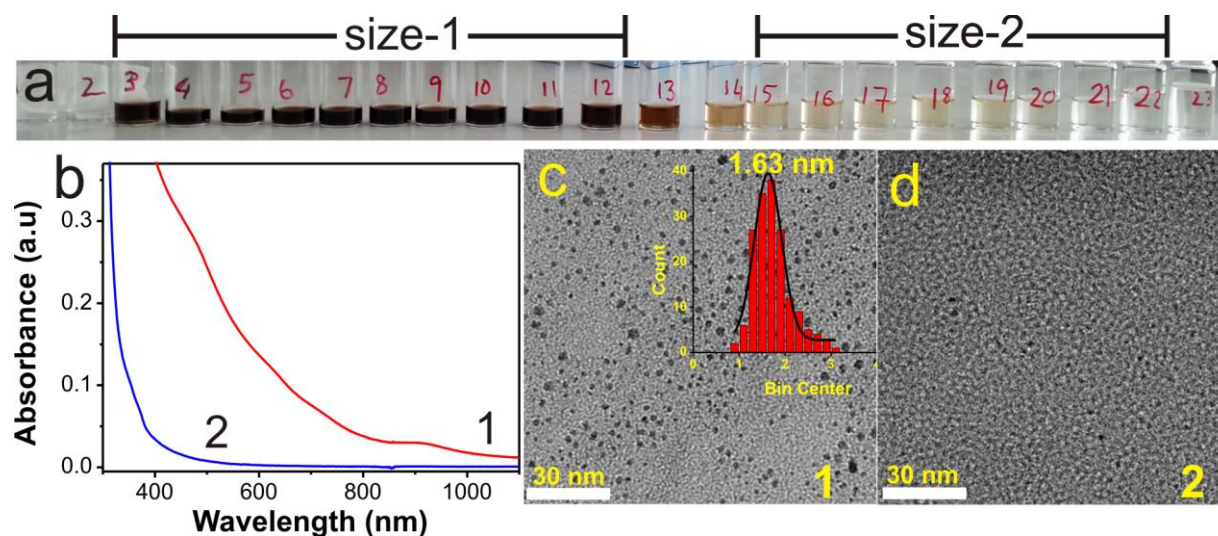 size-1 size-2
a 2 3 4 5 6 7 8 9 10 11 12 13 14 15 16 17 18 19 20 21 22 23
b
Absorbance (a.u)
0.3
0.2
0.1
0.0
400 600 800 1000
Wavelength (nm)
2 1
c
1.63 nm
Count
40
30
20
10
0
0 1 2 3
Bin Center
30 nm 1
d
30 nm 2